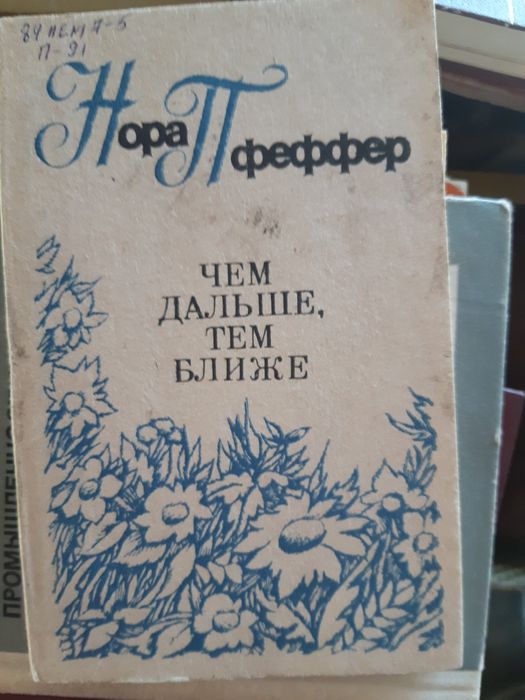 84 НЕМ 7-5
П-91
Нора Пфеффер
ЧЕМ
ДАЛЬШЕ,
ТЕМ
БЛИЖЕ